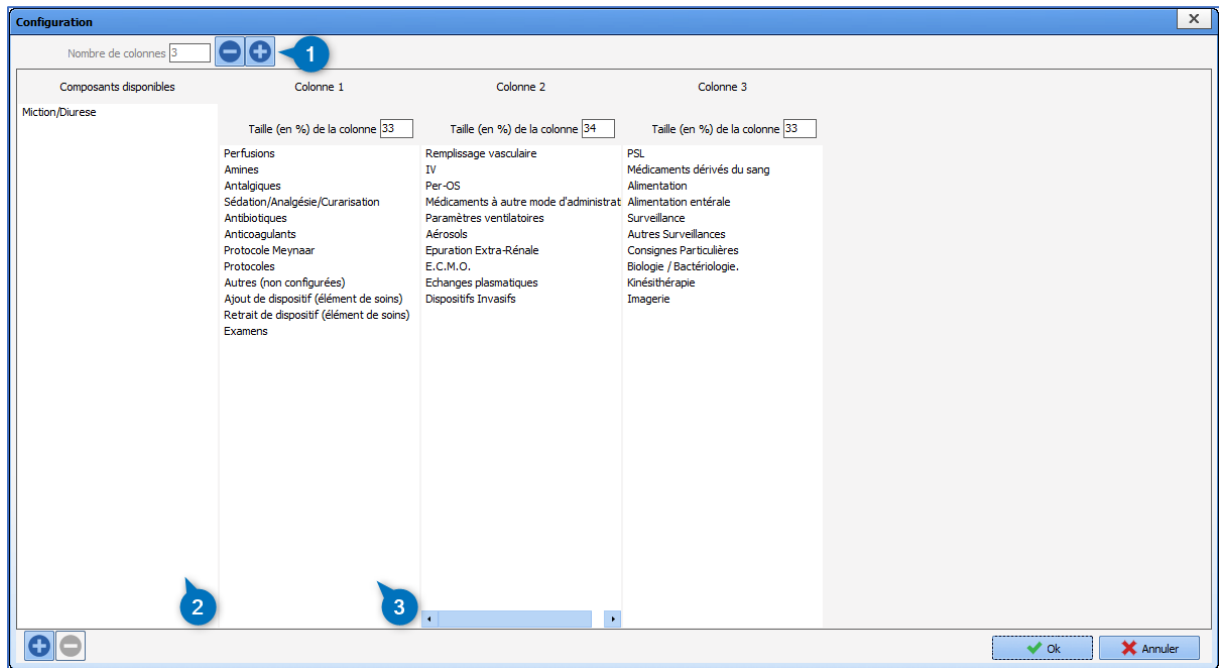 Configuration
Nombre de colonnes 3
1
Composants disponibles
Colonne 1
Colonne 2
Colonne 3
Miction/Diurese
Taille (en %) de la colonne 33
Taille (en %) de la colonne 34
Taille (en %) de la colonne 33
Perfusions
Amines
Antalgiques
Sédation/Analgésie/Curarisation
Antibiotiques
Anticoagulants
Protocole Meynaar
Protocoles
Autres (non configurées)
Ajout de dispositif (élément de soins)
Retrait de dispositif (élément de soins)
Examens
Remplissage vasculaire
IV
Per-OS
Médicaments à autre mode d'administrat
Paramètres ventilatoires
Aérosols
Epuration Extra-Rénale
E.C.M.O.
Echanges plasmatiques
Dispositifs Invasifs
PSL
Médicaments dérivés du sang
Alimentation
Alimentation entérale
Surveillance
Autres Surveillances
Consignes Particulières
Biologie / Bactériologie.
Kinésithérapie
Imagerie
2
3
Ok
Annuler